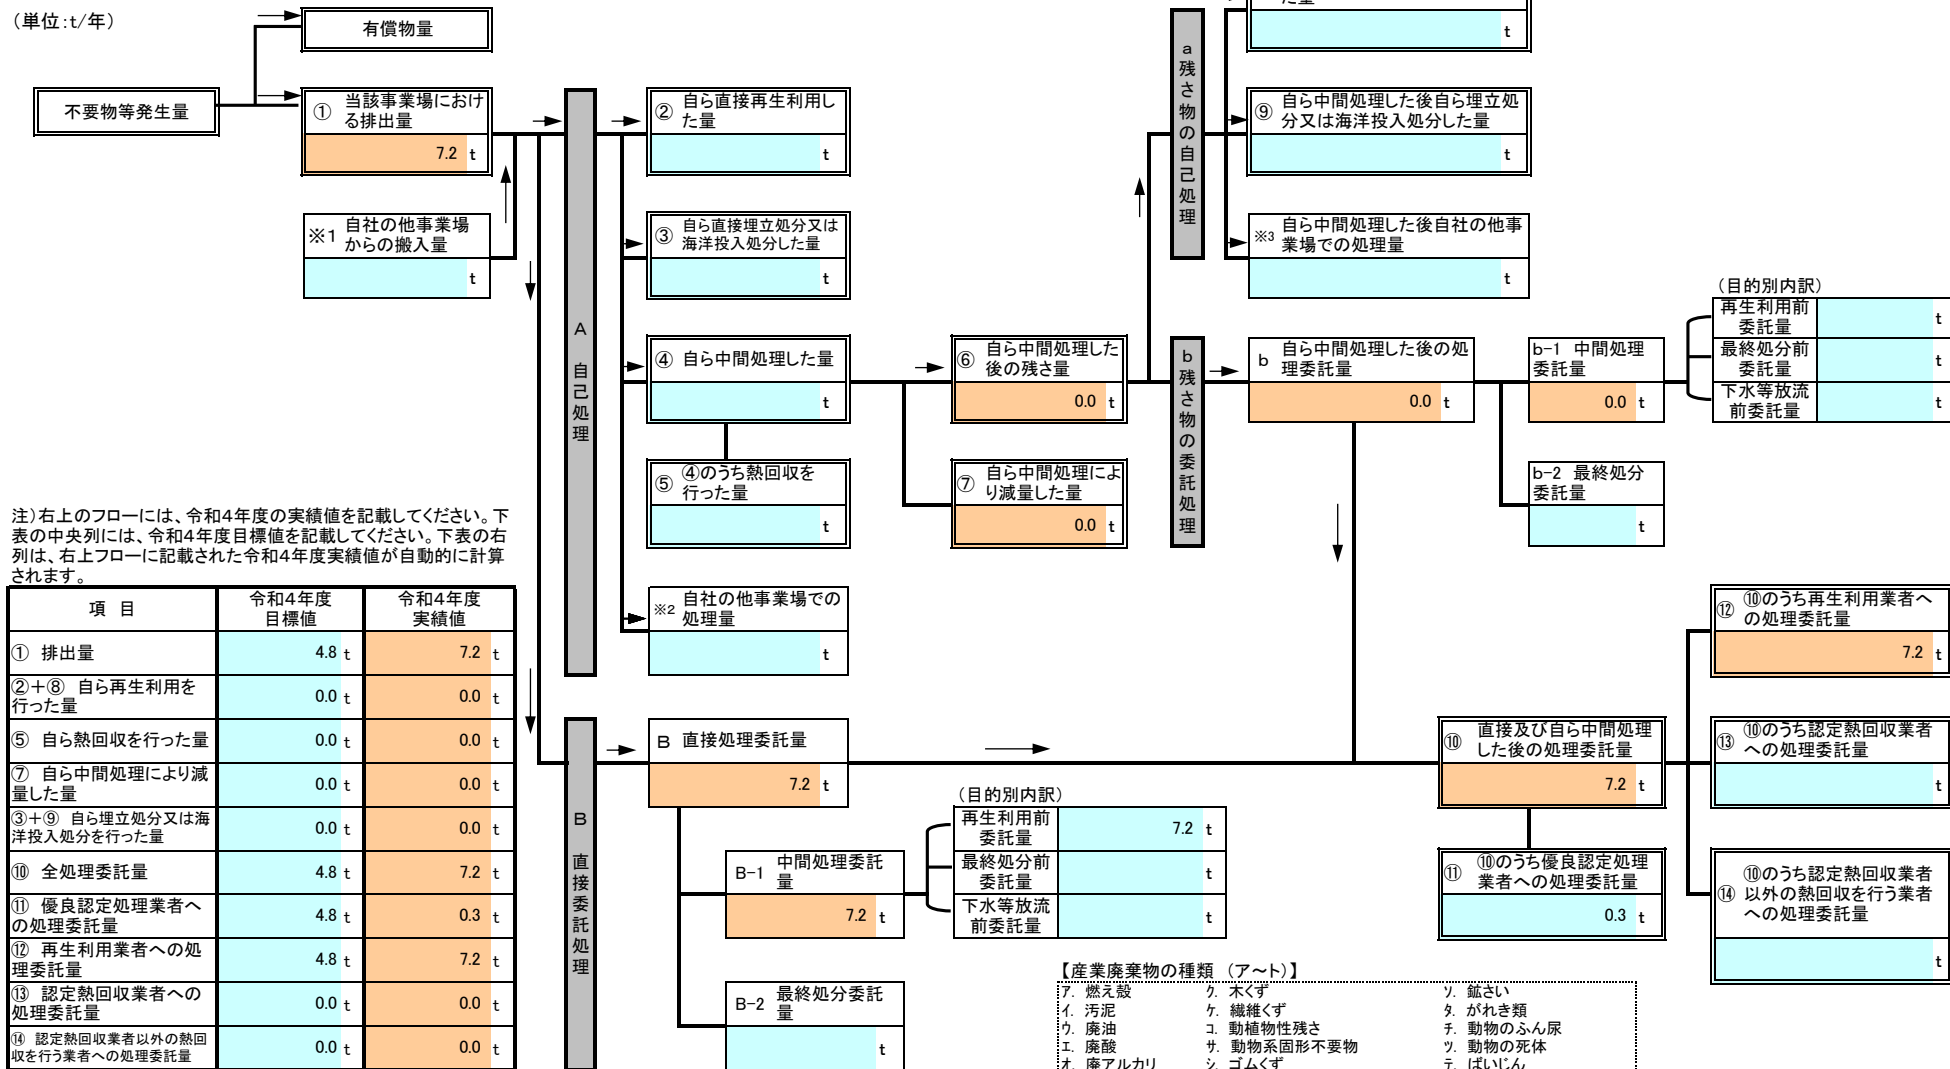 （単位：t/年）
有償物量
不要物等発生量
① 当該事業場におけ
る排出量
7.2 t
※1 自社の他事業場
からの搬入量
t
A 自己処理
② 自ら直接再生利用し
た量
t
③ 自ら直接埋立処分又は
海洋投入処分した量
t
④ 自ら中間処理した量
t
⑤ ④のうち熱回収を
行った量
t
※2 自社の他事業場での
処理量
t
⑥ 自ら中間処理した
後の残さ量
0.0 t
⑦ 自ら中間処理によ
り減量した量
0.0 t
a 残さ物の自己処理
た量
t
⑨ 自ら中間処理した後自ら埋立処
分又は海洋投入処分した量
t
※3 自ら中間処理した後自社の他事
業場での処理量
t
b 残さ物の委託処理
b 自ら中間処理した後の処
理委託量
0.0 t
b-1 中間処理
委託量
0.0 t
b-2 最終処分
委託量
t
（目的別内訳）
再生利用前
委託量
t
最終処分前
委託量
t
下水等放流
前委託量
t
注）右上のフローには、令和4年度の実績値を記載してください。下
表の中央列には、令和4年度目標値を記載してください。下表の右
列は、右上フローに記載された令和4年度実績値が自動的に計算
されます。
項 目
令和4年度
目標値
令和4年度
実績値
① 排出量 4.8 t 7.2 t
②＋⑧ 自ら再生利用を
行った量 0.0 t 0.0 t
⑤ 自ら熱回収を行った量 0.0 t 0.0 t
⑦ 自ら中間処理により減
量した量 0.0 t 0.0 t
③＋⑨ 自ら埋立処分又は海
洋投入処分を行った量 0.0 t 0.0 t
⑩ 全処理委託量 4.8 t 7.2 t
⑪ 優良認定処理業者へ
の処理委託量 4.8 t 0.3 t
⑫ 再生利用業者への処
理委託量 4.8 t 7.2 t
⑬ 認定熱回収業者への
処理委託量 0.0 t 0.0 t
⑭ 認定熱回収業者以外の熱回
収を行う業者への処理委託量 0.0 t 0.0 t
B 直接委託処理
B 直接処理委託量
7.2 t
B-1 中間処理委託
量
7.2 t
B-2 最終処分委託
量
t
（目的別内訳）
再生利用前
委託量
7.2 t
最終処分前
委託量
t
下水等放流
前委託量
t
⑩ 直接及び自ら中間処理
した後の処理委託量
7.2 t
⑪ ⑩のうち優良認定処理
業者への処理委託量
0.3 t
⑫ ⑩のうち再生利用業者へ
の処理委託量
7.2 t
⑬ ⑩のうち認定熱回収業者
への処理委託量
t
⑭ ⑩のうち認定熱回収業者
以外の熱回収を行う業者
への処理委託量
t
【産業廃棄物の種類 （ア～ト）】
ア. 燃え殻 ク. 木くず ソ. 鉱さい
イ. 汚泥 ケ. 繊維くず タ. がれき類
ウ. 廃油 コ. 動植物性残さ チ. 動物のふん尿
エ. 廃酸 サ. 動物系固形不要物 ツ. 動物の死体
オ. 廃アルカリ シ. ゴムくず テ. ばいじん